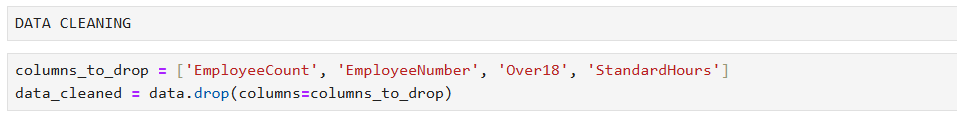 DATA CLEANING
columns_to_drop = ['EmployeeCount', 'EmployeeNumber', 'Over18', 'StandardHours']
data_cleaned = data.drop(columns=columns_to_drop)